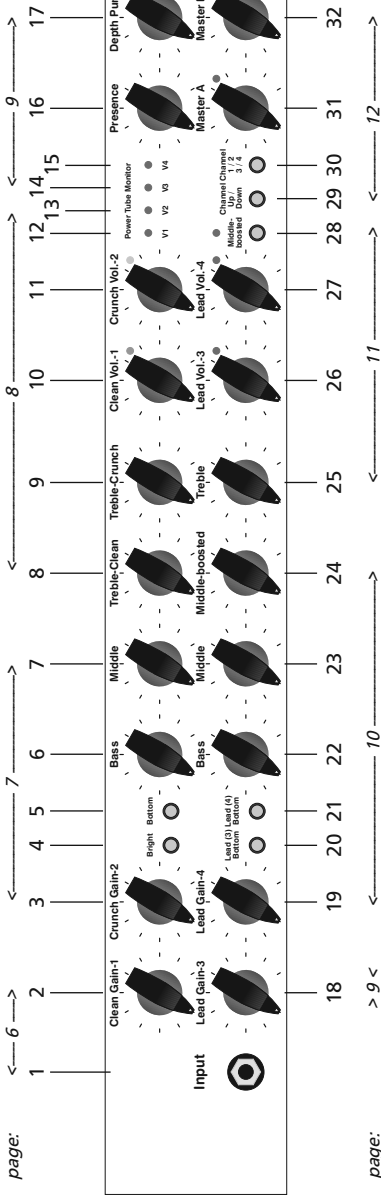 page: <---- 6 ---> <---- 7 ----> <---- 8 ----> <---- 9 ---->
1 2 3 4 5 6 7 8 9 10 11 12 13 14 15 16 17
Clean Gain-1 Crunch Gain-2 Bright Bottom Bass Middle Treble-Clean Treble-Crunch Clean Vol.-1 Crunch Vol.-2 Power Tube Monitor Presence
V1 V2 V3 V4
Input Lead Gain-3 Lead Gain-4 Lead (3) Bottom Lead (4) Bottom Bass Middle Middle-boosted Treble Lead Vol.-3 Lead Vol.-4 Middle-boosted Channel Up / Down Channel 1 / 2 3 / 4 Master A
18 19 20 21 22 23 24 25 26 27 28 29 30 31 32
page: > 9 < <---- 10 ----> <---- 11 ----> <---- 12 ---->